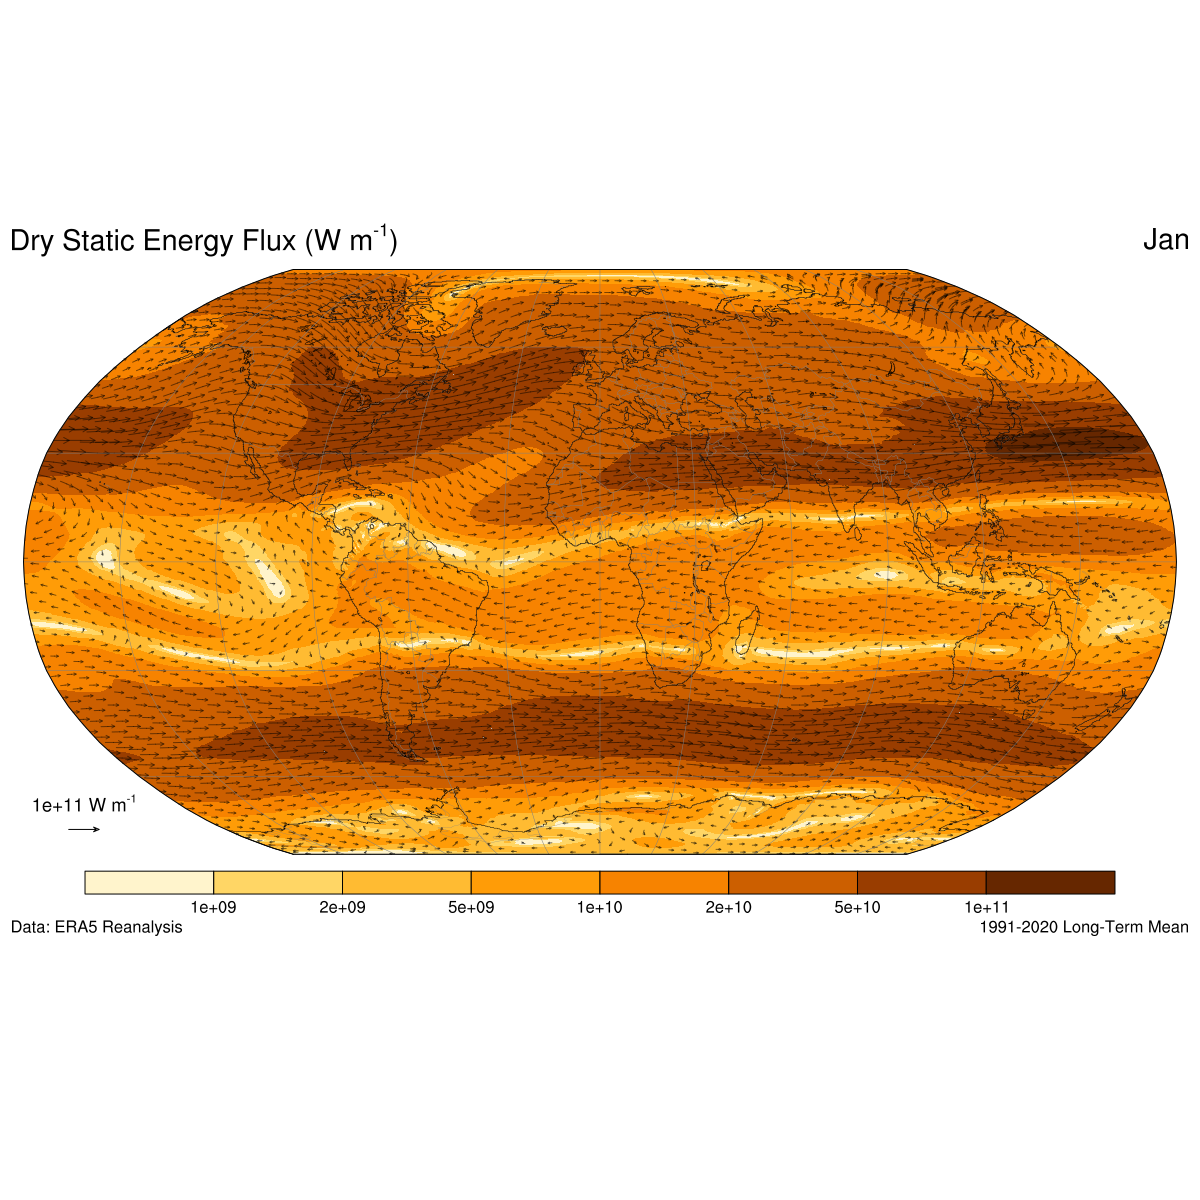 Dry Static Energy Flux (W m⁻¹)
Jan
1e+11 W m⁻¹
1e+09 2e+09 5e+09 1e+10 2e+10 5e+10 1e+11
Data: ERA5 Reanalysis
1991-2020 Long-Term Mean